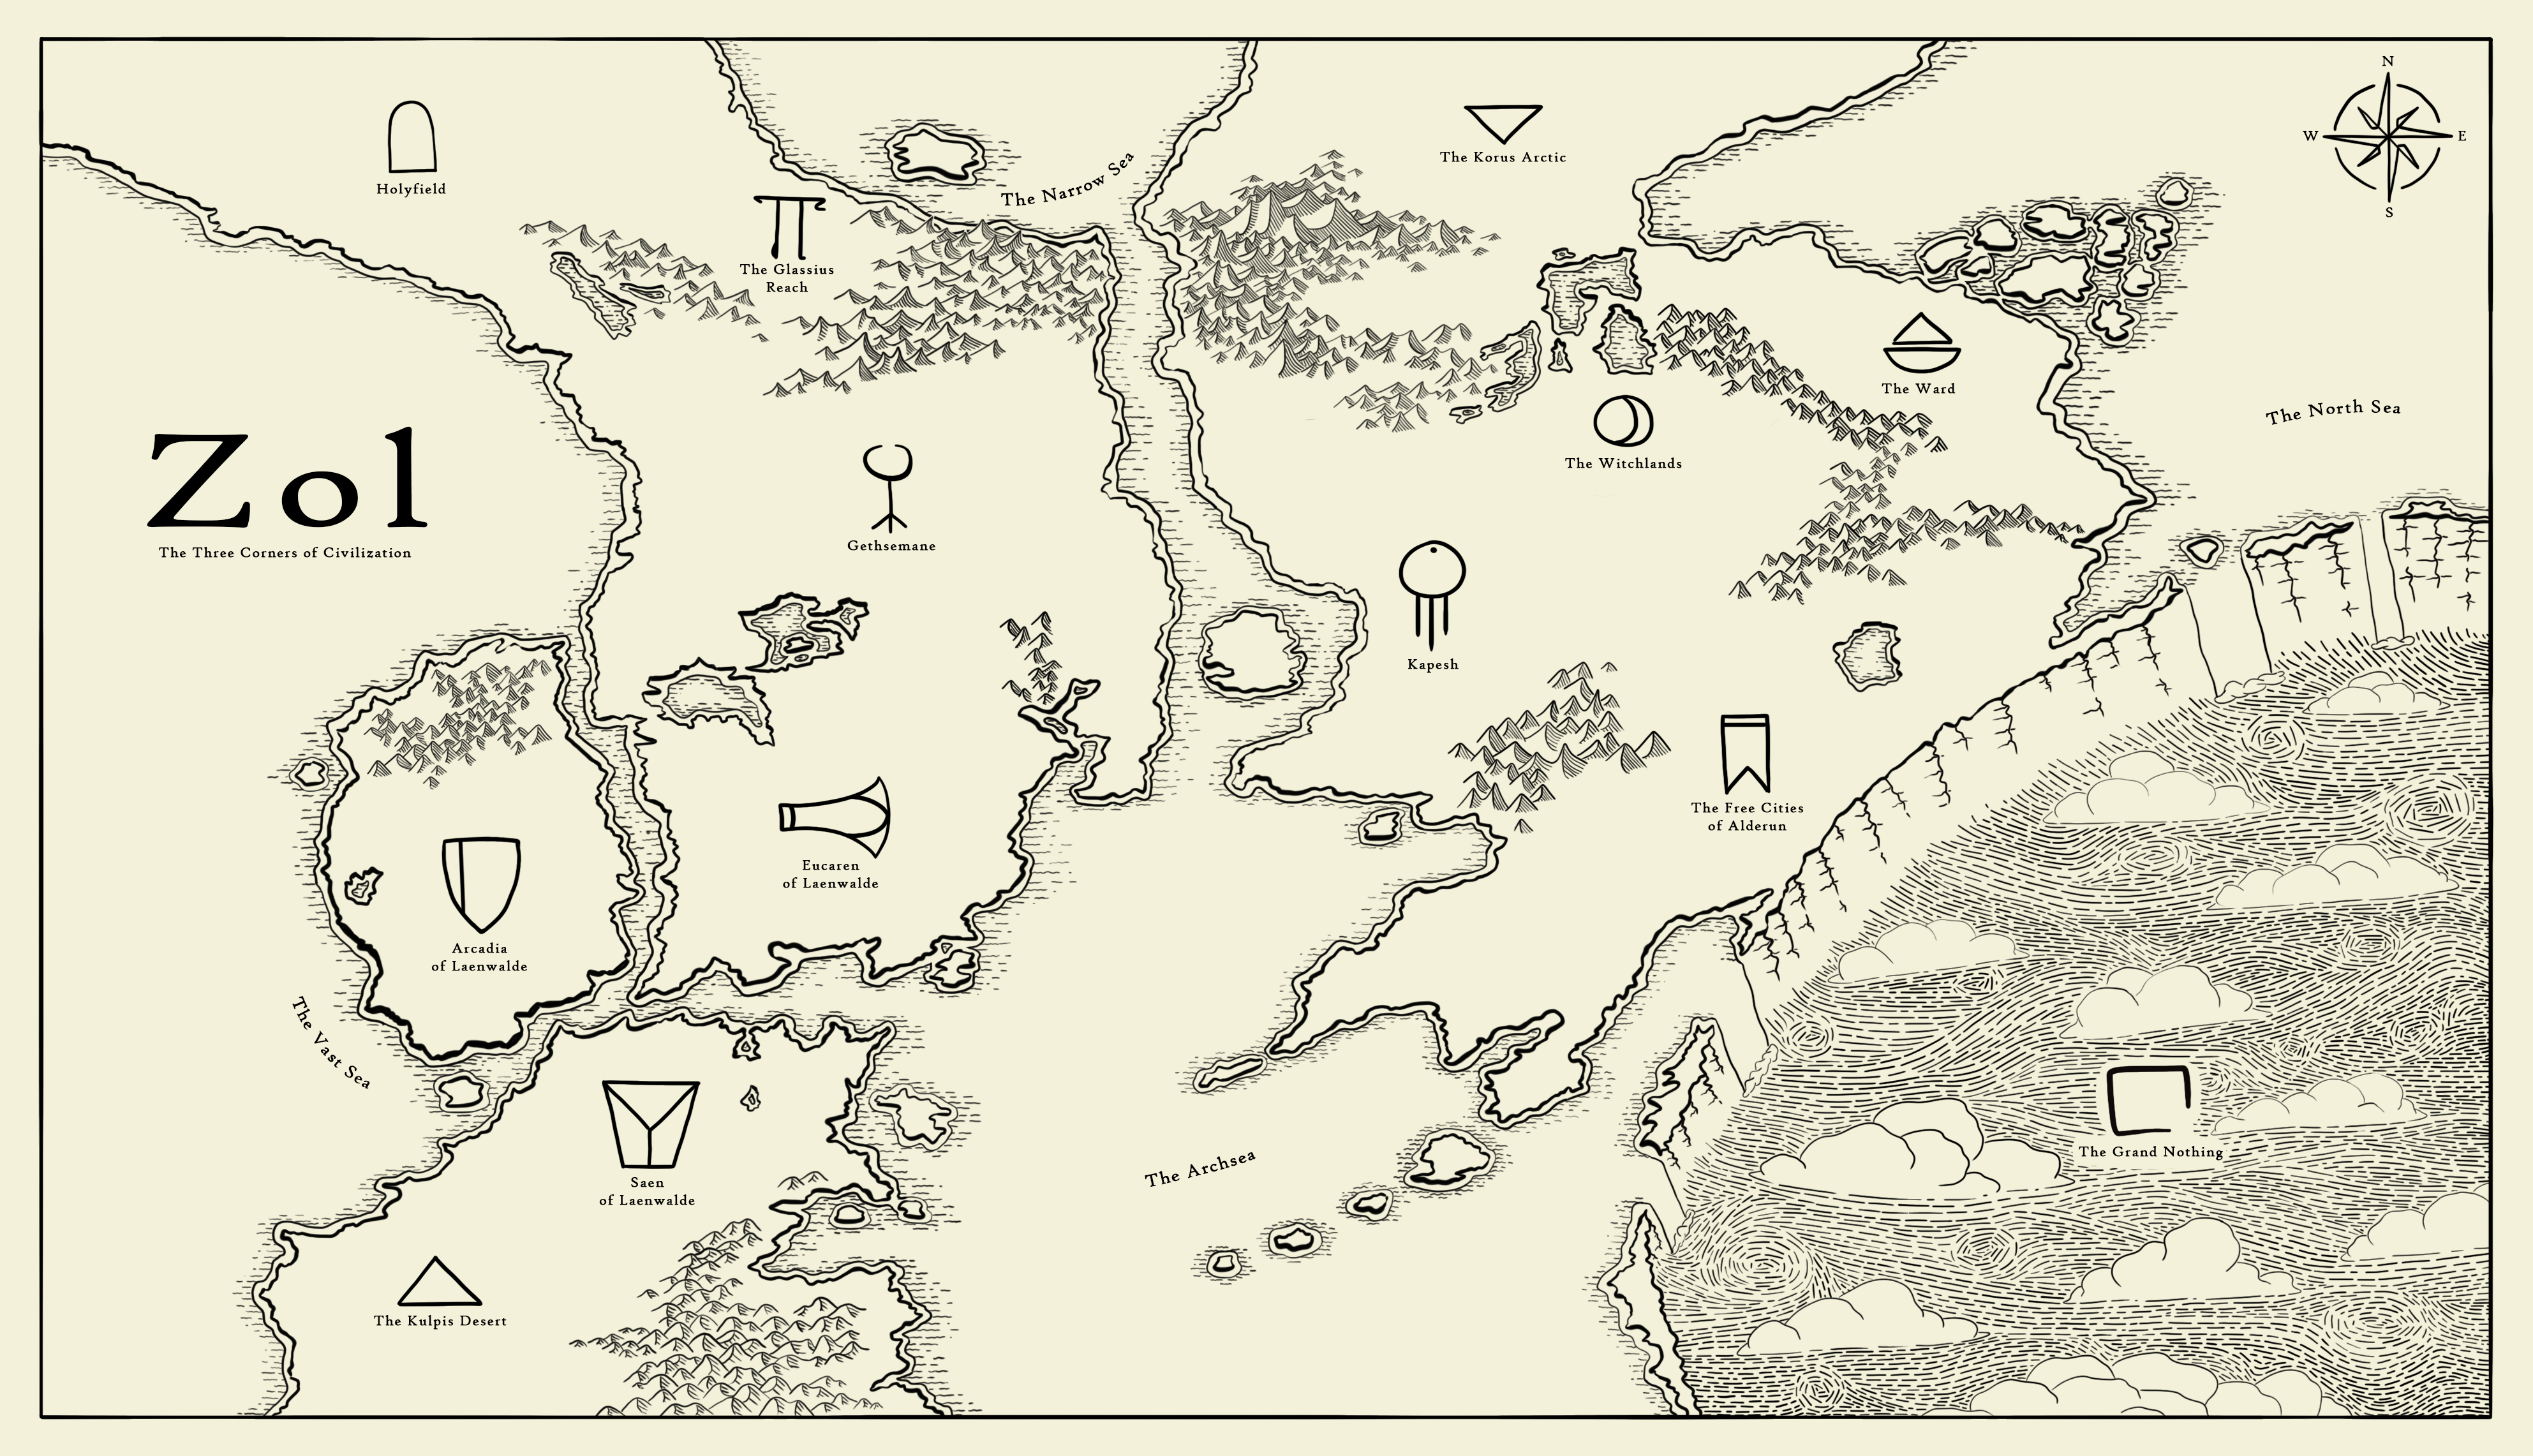 N
W
E
S
Holyfield
The Narrow Sea
The Korus Arctic
The Glassius
Reach
The Ward
The North Sea
The Witchlands
Zol
The Three Corners of Civilization
Gethsemane
Kapesh
The Free Cities
of Alderun
Eucaren
of Laenwalde
Arcadia
of Laenwalde
The Vast Sea
The Archsea
The Grand Nothing
Saen
of Laenwalde
The Kulpis Desert